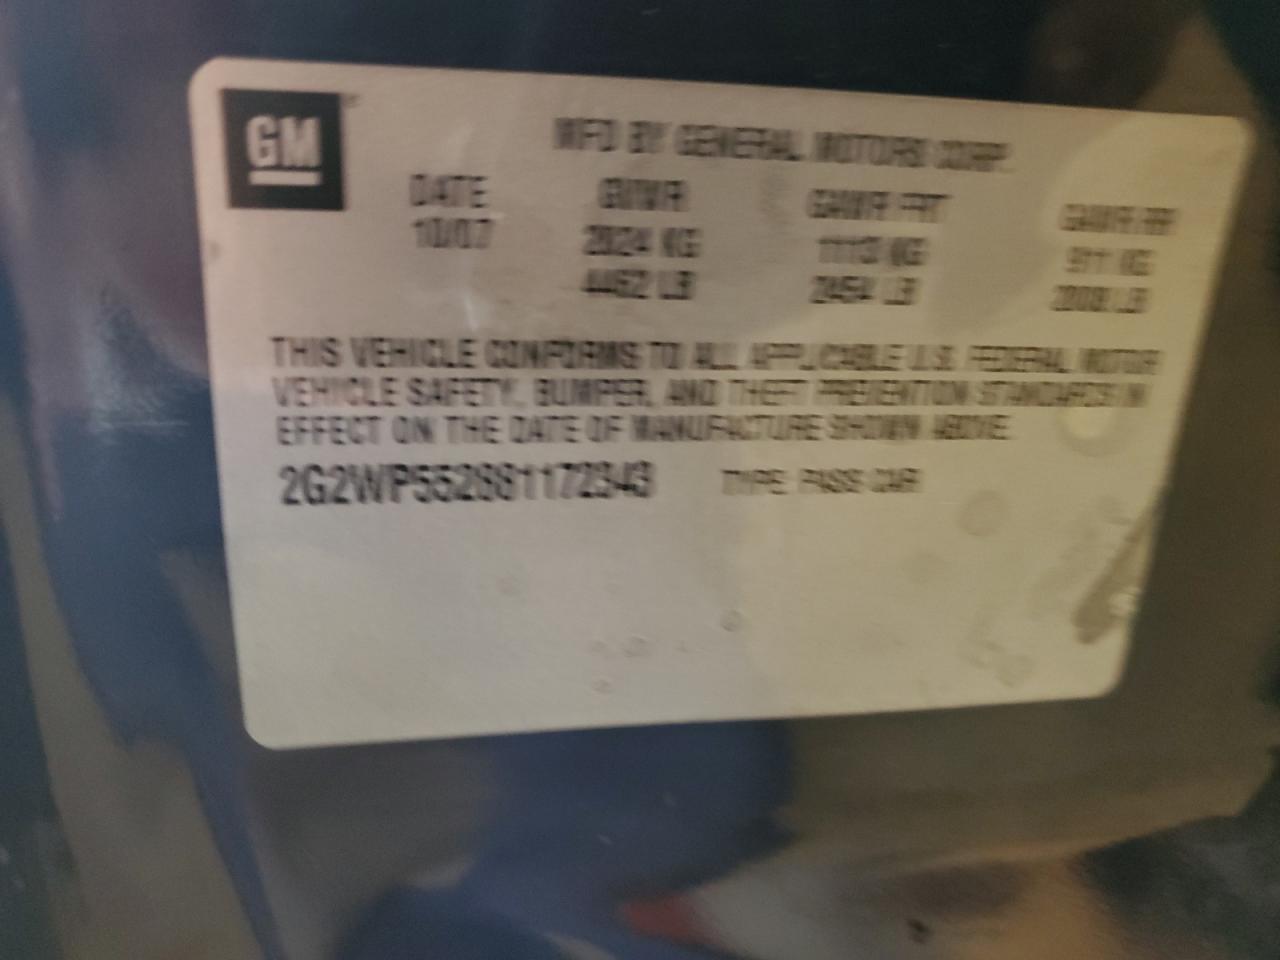 GM
MFD BY GENERAL MOTORS CORP.
DATE GVWR GAWR FRT GAWR RR
10/07 2024 KG 1113 KG 911 KG
4462 LB 2454 LB 2008 LB
THIS VEHICLE CONFORMS TO ALL APPLICABLE U.S. FEDERAL MOTOR
VEHICLE SAFETY, BUMPER, AND THEFT PREVENTION STANDARDS IN
EFFECT ON THE DATE OF MANUFACTURE SHOWN ABOVE.
TYPE: PASS CAR